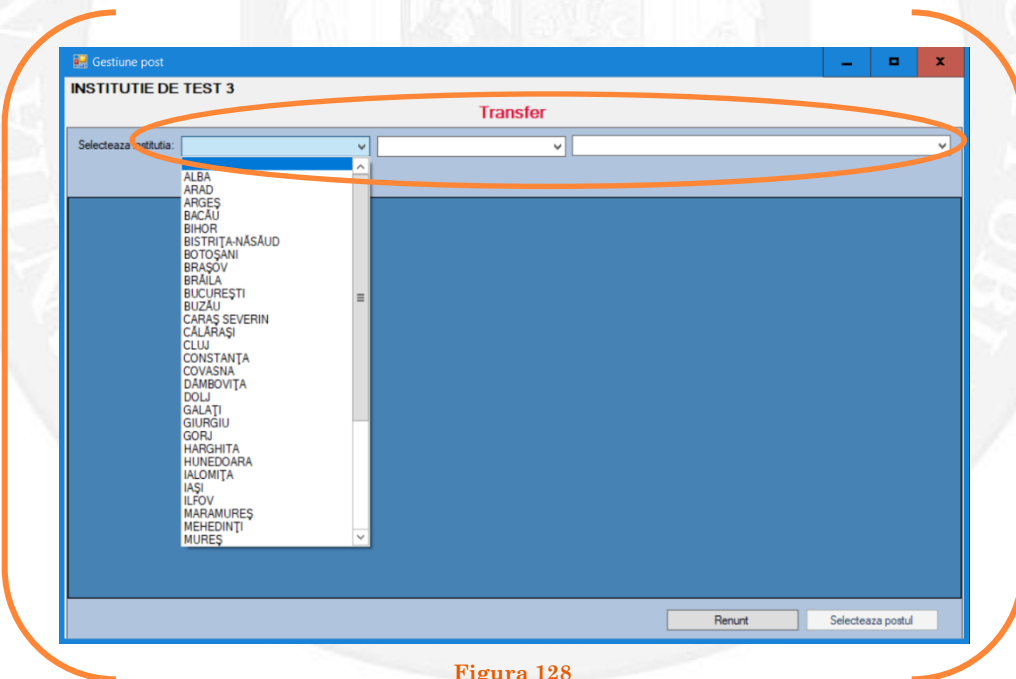 Gestiune post
INSTITUTIE DE TEST 3
Transfer
Selecteaza institutia:
ALBA
ARAD
ARGEŞ
BACĂU
BIHOR
BISTRIŢA-NĂSĂUD
BOTOŞANI
BRAŞOV
BRĂILA
BUCUREŞTI
BUZĂU
CARAŞ SEVERIN
CĂLĂRAŞI
CLUJ
CONSTANŢA
COVASNA
DÂMBOVIŢA
DOLJ
GALAŢI
GIURGIU
GORJ
HARGHITA
HUNEDOARA
IALOMIŢA
IAŞI
ILFOV
MARAMUREŞ
MEHEDINŢI
MUREŞ
Renunt
Selecteaza postul
Figura 128